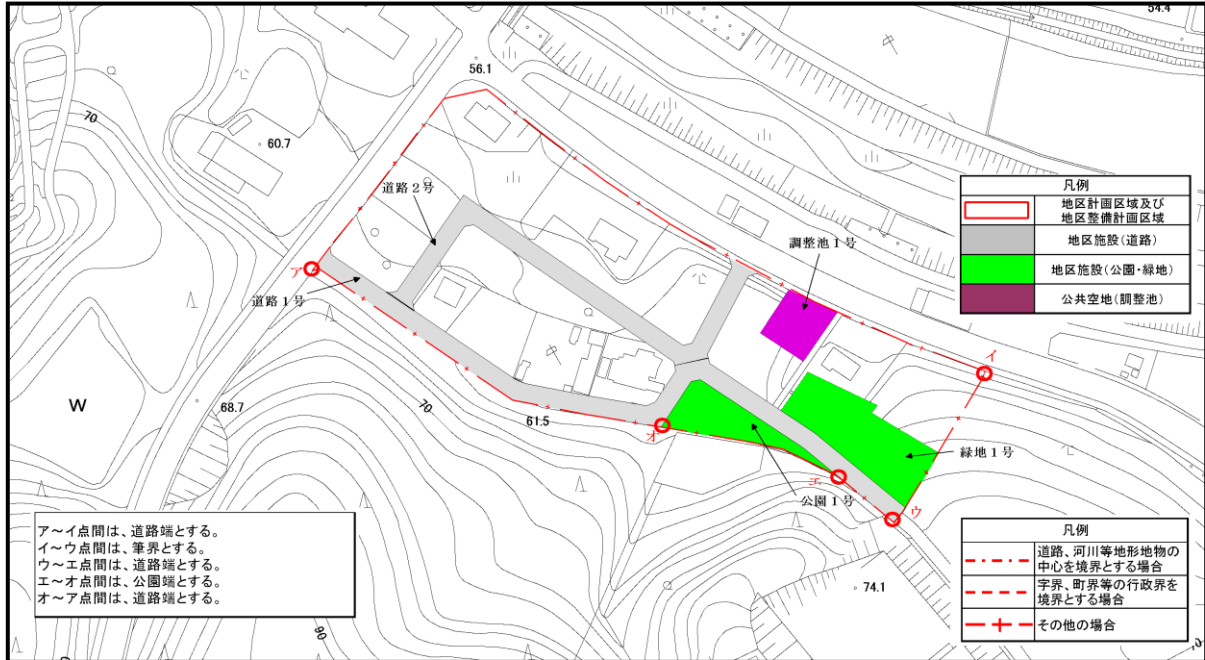 54.4
56.1
70
60.7
道路2号
凡例
地区計画区域及び
地区整備計画区域
地区施設(道路)
地区施設(公園・緑地)
公共空地(調整池)
調整池1号
ア
道路1号
イ
W
68.7
70
61.5
オ
緑地1号
エ
公園1号
ウ
ア~イ点間は、道路端とする。
イ~ウ点間は、筆界とする。
ウ~エ点間は、道路端とする。
エ~オ点間は、公園端とする。
オ~ア点間は、道路端とする。
凡例
道路、河川等地形地物の
中心を境界とする場合
字界、町界等の行政界を
境界とする場合
その他の場合
74.1
90